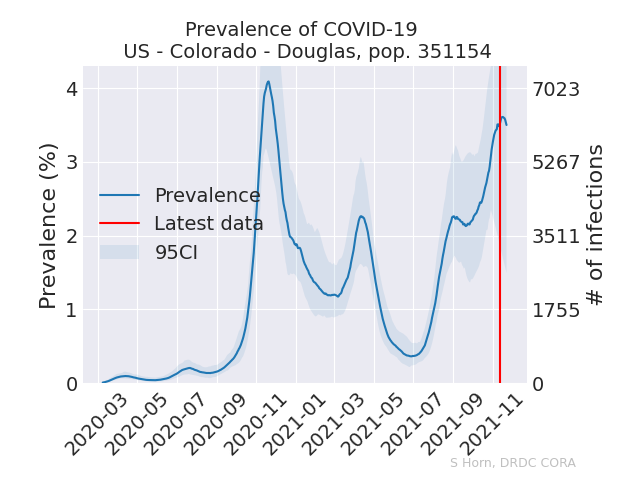 Prevalence of COVID-19
US - Colorado - Douglas, pop. 351154
Prevalence (%)
4
3
2
1
0
7023
5267
3511
1755
0
# of infections
Prevalence
Latest data
95CI
2020-03
2020-05
2020-07
2020-09
2020-11
2021-01
2021-03
2021-05
2021-07
2021-09
2021-11
S Horn, DRDC CORA